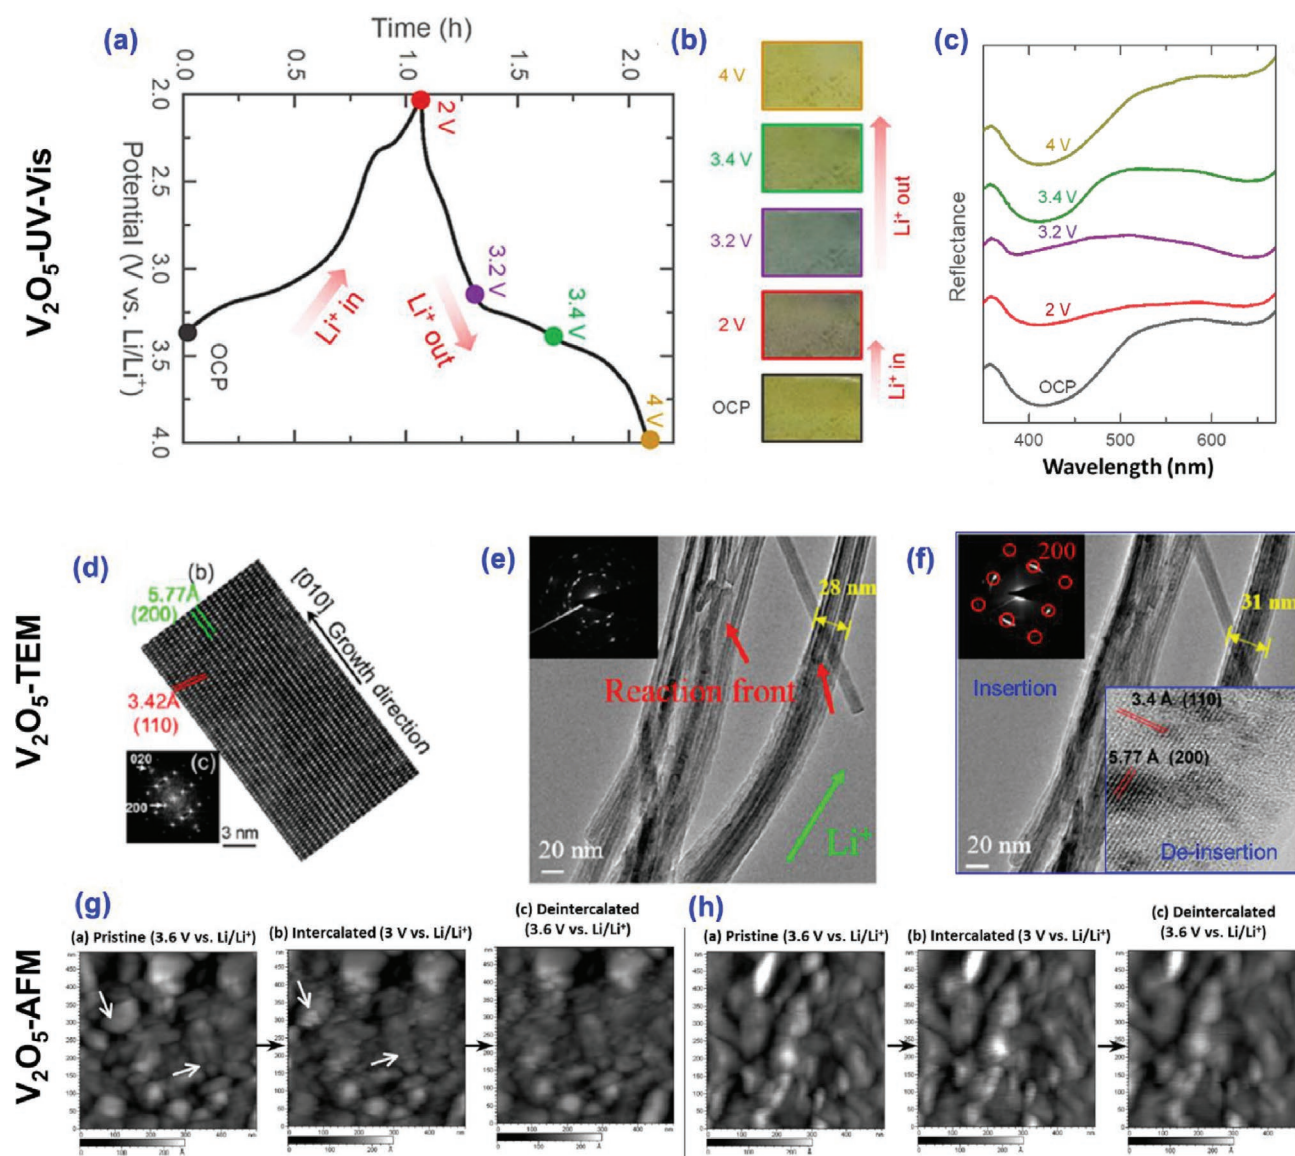 V₂O₅-UV-Vis
(a)
Time (h)
0.0
0.5
1.0
1.5
2.0
2.0
2.5
3.0
3.5
4.0
Potential (V vs. Li/Li⁺)
2 V
3.2 V
3.4 V
4 V
OCP
Li⁺ in
Li⁺ out
(b)
4 V
3.4 V
3.2 V
2 V
OCP
Li⁺ out
Li⁺ in
(c)
Reflectance
4 V
3.4 V
3.2 V
2 V
OCP
400
500
600
Wavelength (nm)
V₂O₅-TEM
(d)
(b)
5.77Å
(200)
[010]
Growth direction
3.42Å
(110)
(c)
020
200
3 nm
(e)
28 nm
Reaction front
Li⁺
20 nm
(f)
200
31 nm
Insertion
3.4 Å (110)
5.77 Å (200)
De-insertion
20 nm
V₂O₅-AFM
(g)
(a) Pristine (3.6 V vs. Li/Li⁺)
(b) Intercalated (3 V vs. Li/Li⁺)
(c) Deintercalated
(3.6 V vs. Li/Li⁺)
(h)
(a) Pristine (3.6 V vs. Li/Li⁺)
(b) Intercalated (3 V vs. Li/Li⁺)
(c) Deintercalated
(3.6 V vs. Li/Li⁺)